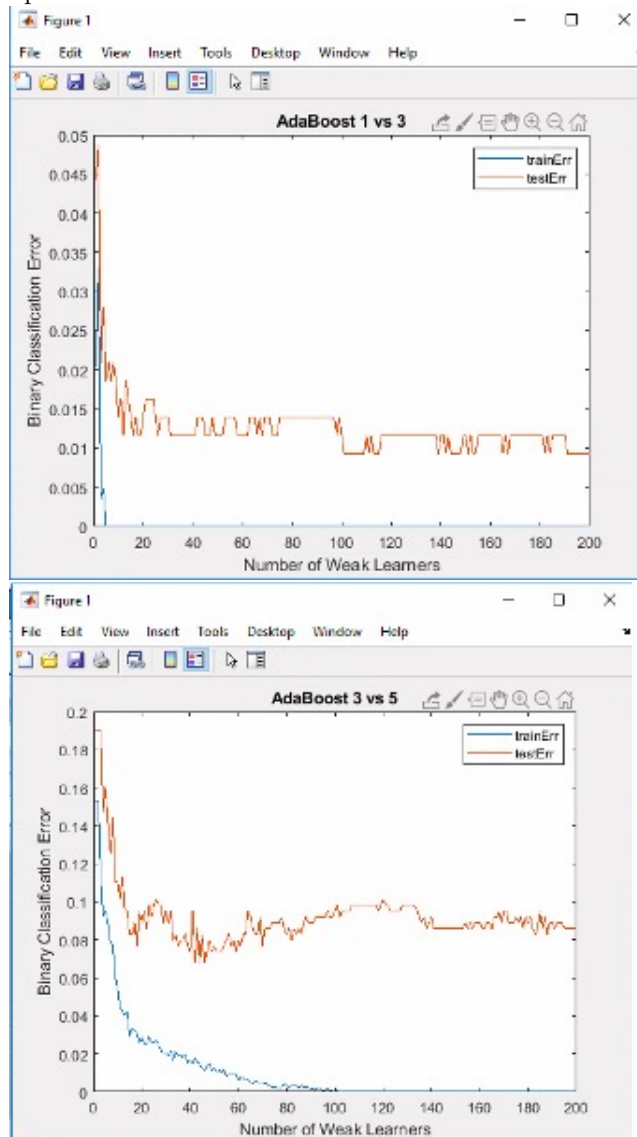 Figure 1
File Edit View Insert Tools Desktop Window Help
AdaBoost 1 vs 3
0.05
0.045
0.04
0.035
0.03
0.025
0.02
0.015
0.01
0.005
0
Binary Classification Error
trainErr
testErr
0 20 40 60 80 100 120 140 160 180 200
Number of Weak Learners
Figure 1
File Edit View Insert Tools Desktop Window Help
AdaBoost 3 vs 5
0.2
0.18
0.16
0.14
0.12
0.1
0.08
0.06
0.04
0.02
0
Binary Classification Error
trainErr
testErr
0 20 40 60 80 100 120 140 160 180 200
Number of Weak Learners